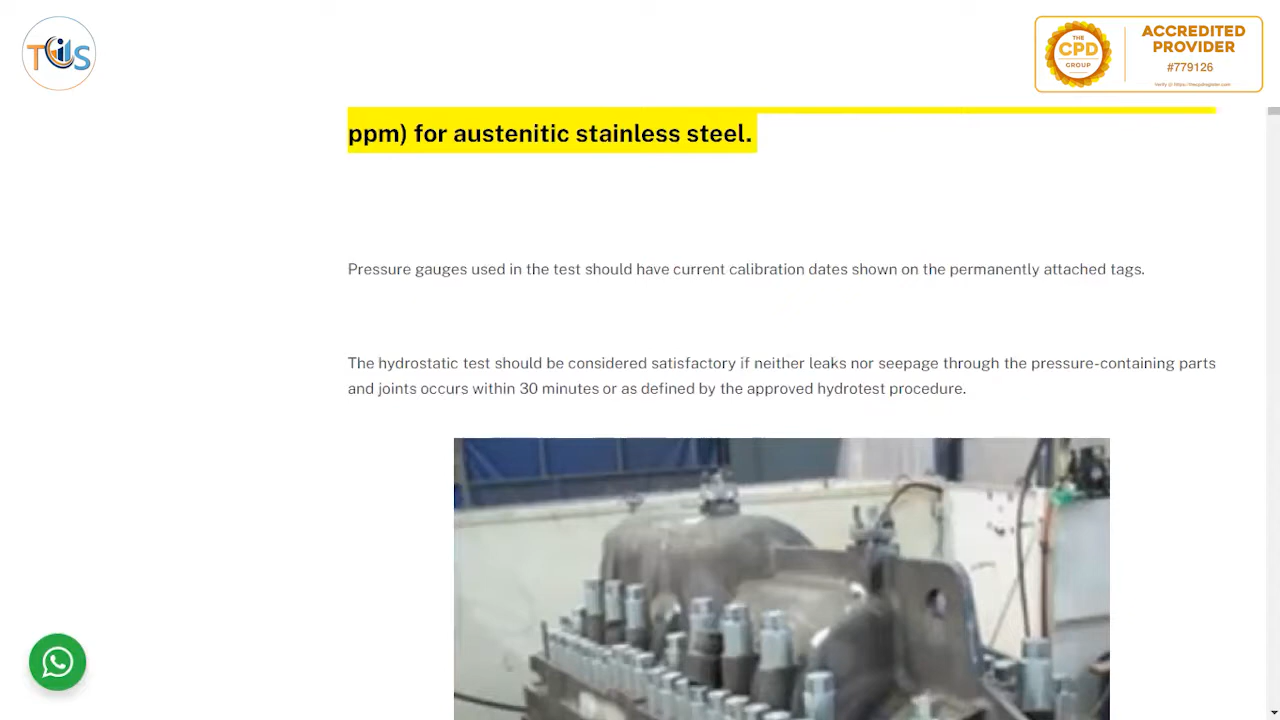 TCIS
THE
CPD
GROUP
ACCREDITED
PROVIDER
#779126
ppm) for austenitic stainless steel.
Pressure gauges used in the test should have current calibration dates shown on the permanently attached tags.
The hydrostatic test should be considered satisfactory if neither leaks nor seepage through the pressure-containing parts
and joints occurs within 30 minutes or as defined by the approved hydrotest procedure.